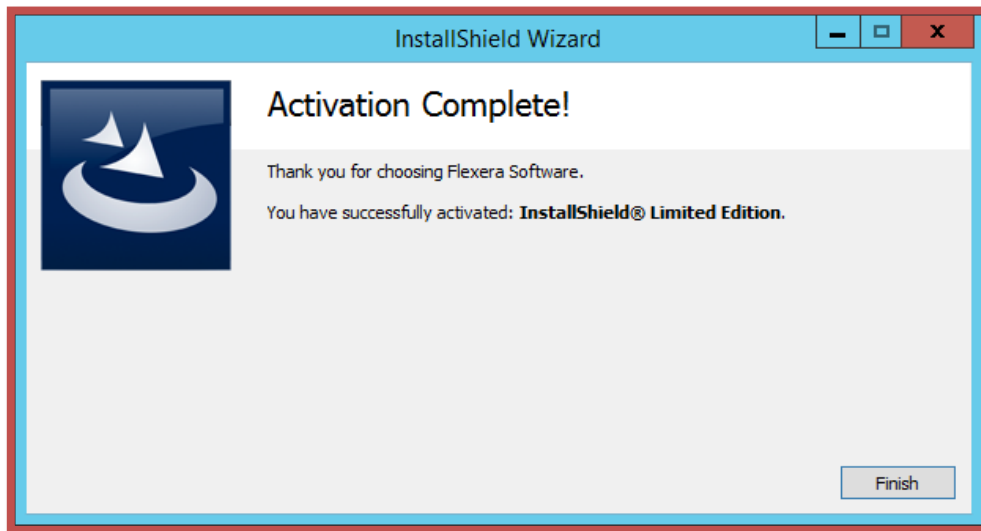 InstallShield Wizard
Activation Complete!
Thank you for choosing Flexera Software.
You have successfully activated: InstallShield® Limited Edition.
Finish